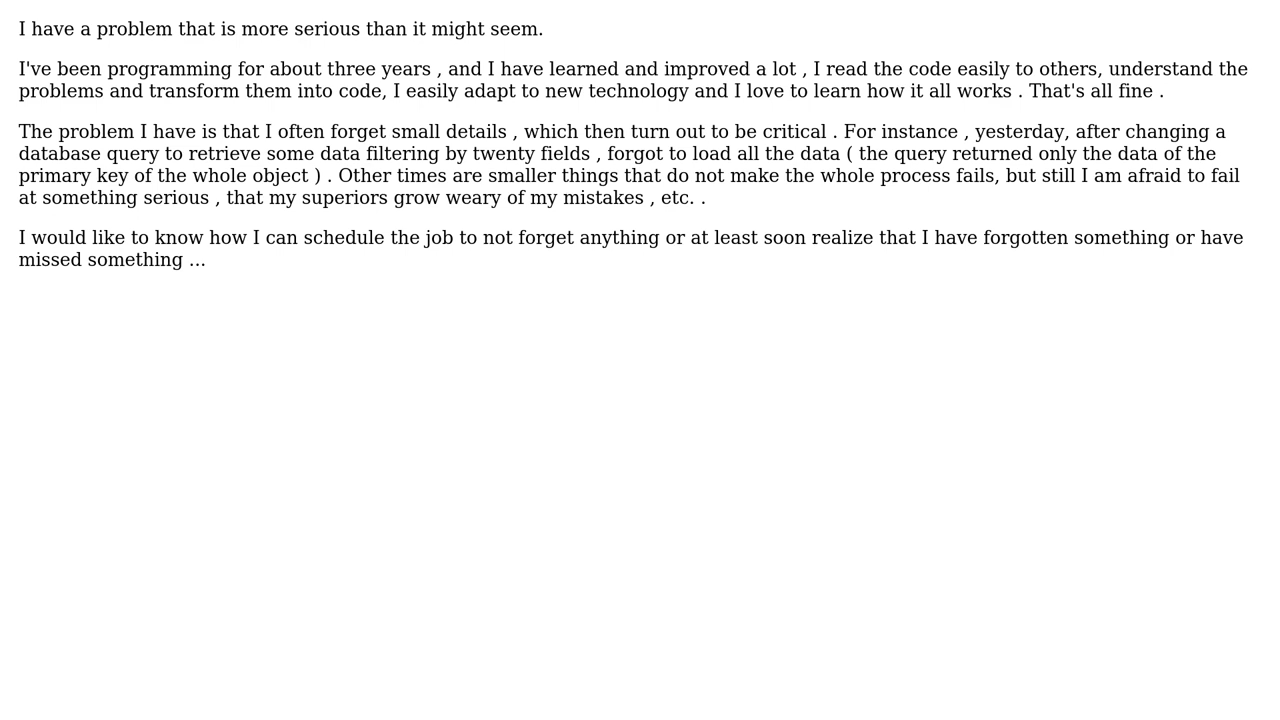 I have a problem that is more serious than it might seem.
I've been programming for about three years , and I have learned and improved a lot , I read the code easily to others, understand the
problems and transform them into code, I easily adapt to new technology and I love to learn how it all works . That's all fine .
The problem I have is that I often forget small details , which then turn out to be critical . For instance , yesterday, after changing a
database query to retrieve some data filtering by twenty fields , forgot to load all the data ( the query returned only the data of the
primary key of the whole object ) . Other times are smaller things that do not make the whole process fails, but still I am afraid to fail
at something serious , that my superiors grow weary of my mistakes , etc. .
I would like to know how I can schedule the job to not forget anything or at least soon realize that I have forgotten something or have
missed something ...